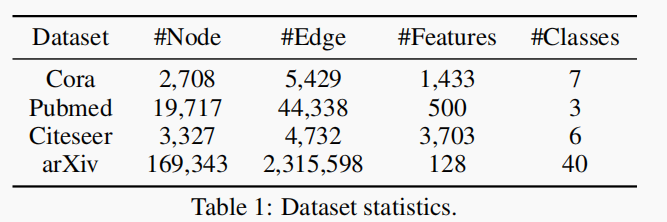 Dataset #Node #Edge #Features #Classes
Cora 2,708 5,429 1,433 7
Pubmed 19,717 44,338 500 3
Citeseer 3,327 4,732 3,703 6
arXiv 169,343 2,315,598 128 40
Table 1: Dataset statistics.